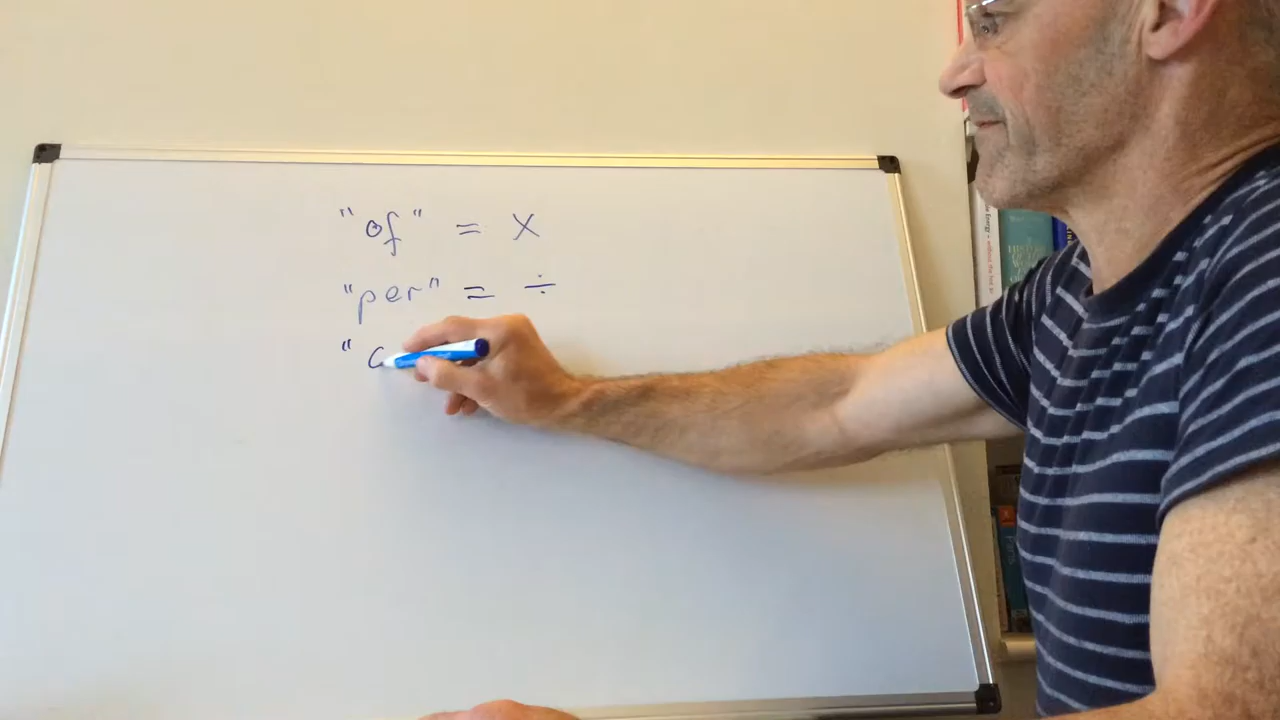 "of" = ×
"per" = ÷
" c